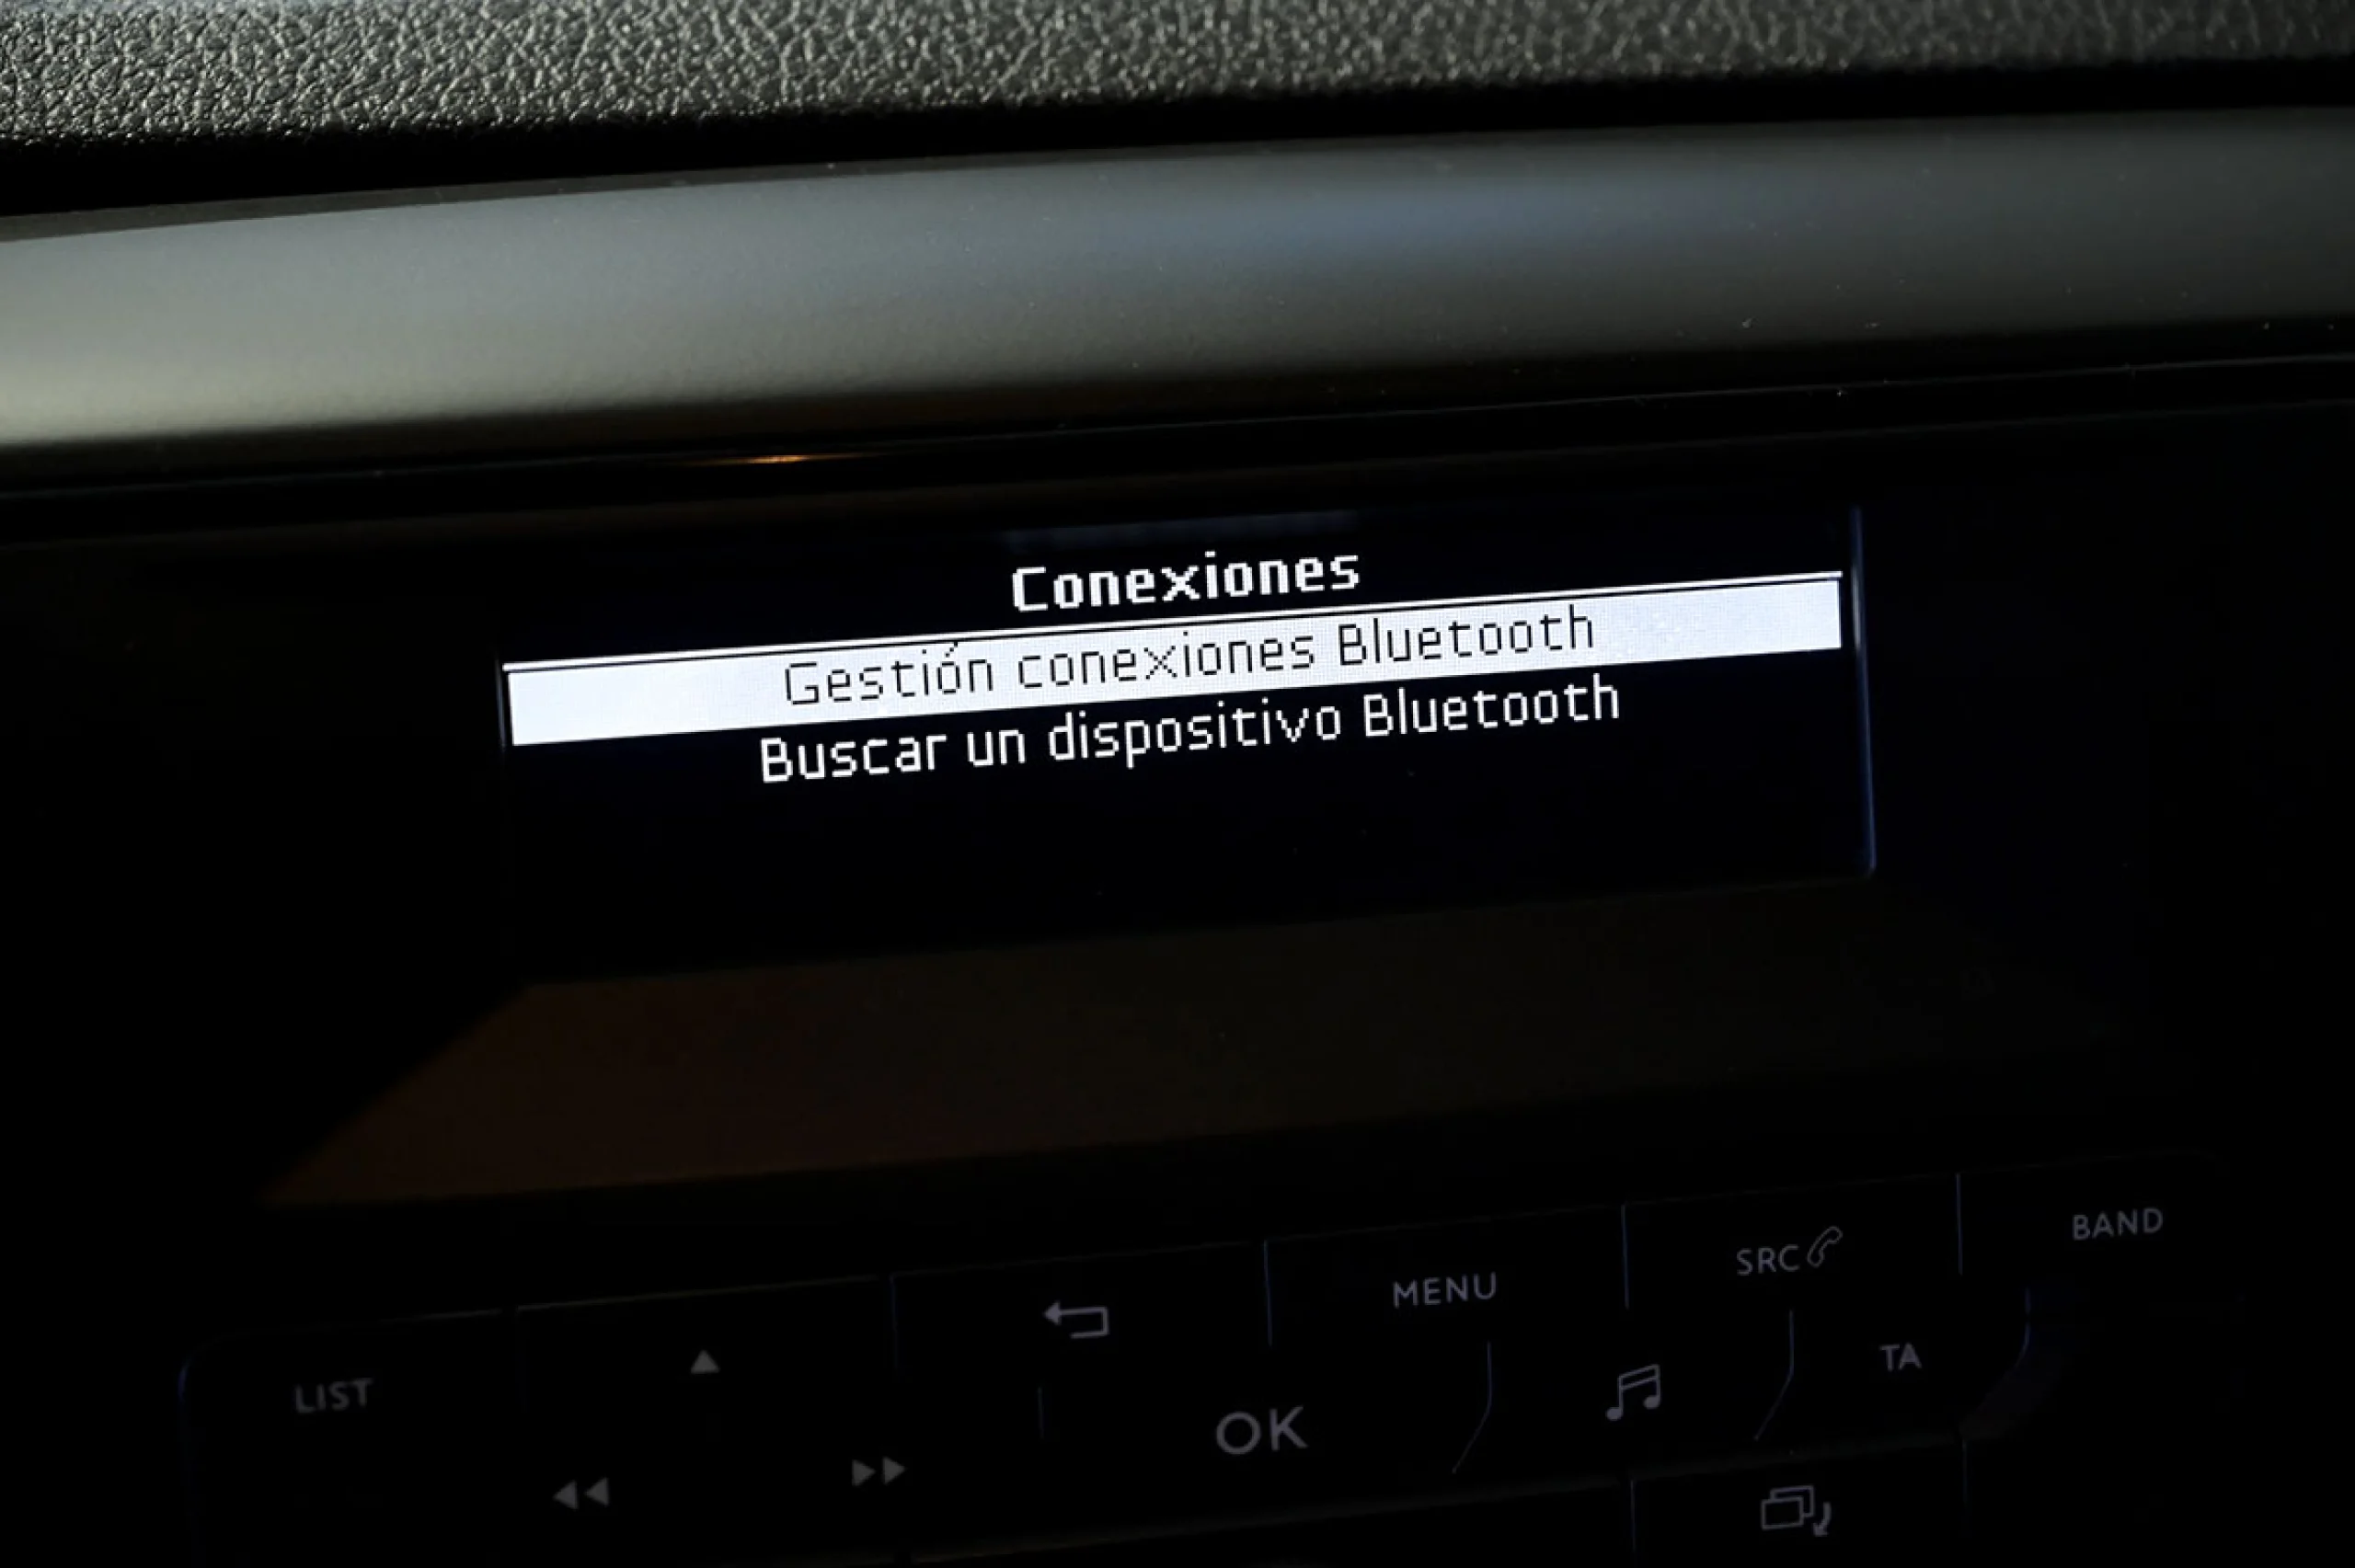 Conexiones
Gestión conexiones Bluetooth
Buscar un dispositivo Bluetooth
BAND
SRC
MENU
LIST
TA
OK